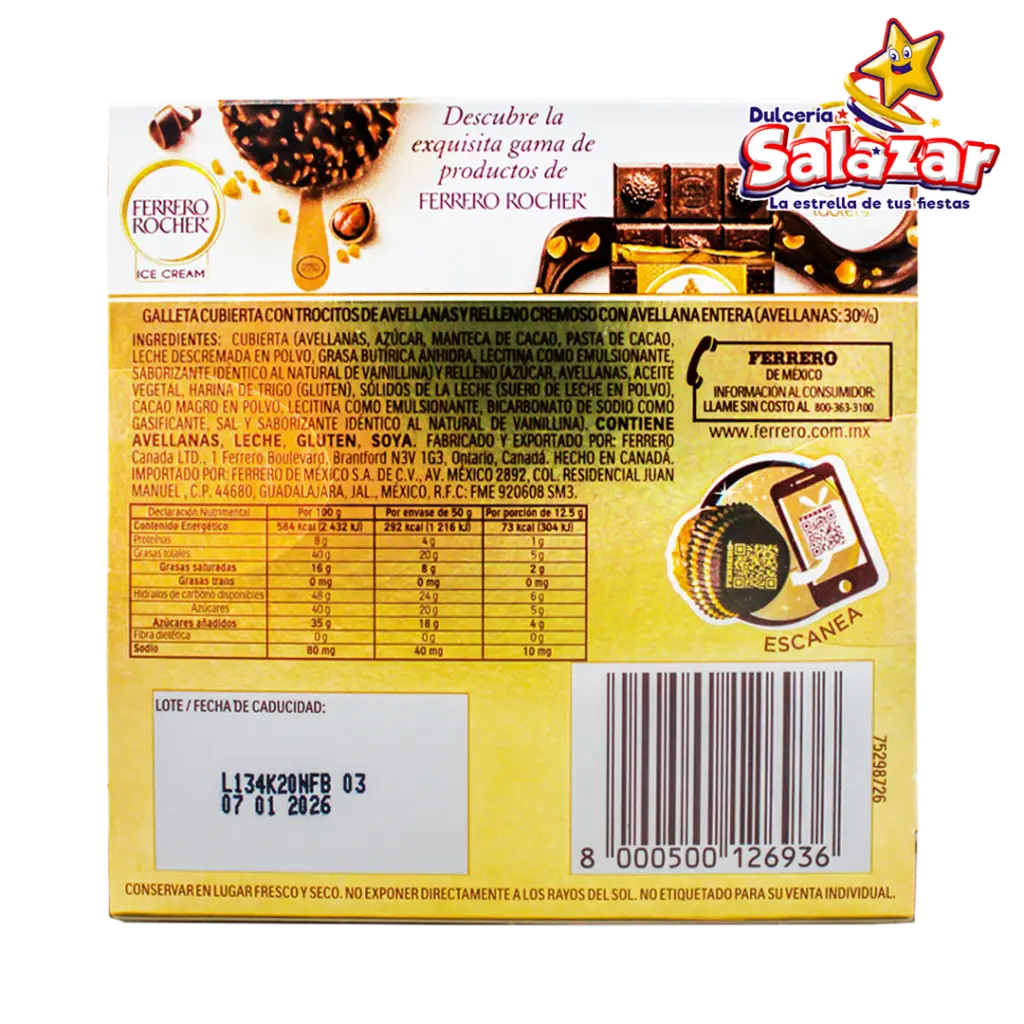 Dulcería
Salazar
La estrella de tus fiestas
Descubre la
exquisita gama de
productos de
FERRERO ROCHER
FERRERO
ROCHER
ICE CREAM
GALLETA CUBIERTA CON TROCITOS DE AVELLANAS Y RELLENO CREMOSO CON AVELLANA ENTERA (AVELLANAS: 30%)
INGREDIENTES: CUBIERTA (AVELLANAS, AZÚCAR, MANTECA DE CACAO, PASTA DE CACAO,
LECHE DESCREMADA EN POLVO, GRASA BUTÍRICA ANHIDRA, LECITINA COMO EMULSIONANTE,
SABORIZANTE IDÉNTICO AL NATURAL DE VAINILLINA) Y RELLENO (AZÚCAR, AVELLANAS, ACEITE
VEGETAL, HARINA DE TRIGO (GLUTEN), SÓLIDOS DE LA LECHE (SUERO DE LECHE EN POLVO),
CACAO MAGRO EN POLVO, LECITINA COMO EMULSIONANTE, BICARBONATO DE SODIO COMO
GASIFICANTE, SAL Y SABORIZANTE IDÉNTICO AL NATURAL DE VAINILLINA). CONTIENE
AVELLANAS, LECHE, GLUTEN, SOYA. FABRICADO Y EXPORTADO POR: FERRERO
Canada LTD., 1 Ferrero Boulevard, Brantford N3V 1G3, Ontario, Canadá. HECHO EN CANADÁ.
IMPORTADO POR: FERRERO DE MÉXICO S.A. DE C.V., AV. MÉXICO 2892, COL. RESIDENCIAL JUAN
MANUEL, C.P. 44680, GUADALAJARA, JAL., MÉXICO, R.F.C: FME 920608 SM3.
FERRERO
DE MÉXICO
INFORMACIÓN AL CONSUMIDOR:
LLAME SIN COSTO AL 800-363-3100
www.ferrero.com.mx
Declaración Nutrimental Por 100 g Por envase de 50 g Por porción de 12.5 g
Contenido Energético 584 kcal (2 432 kJ) 292 kcal (1 216 kJ) 73 kcal (304 kJ)
Proteínas 8 g 4 g 1 g
Grasas totales 40 g 20 g 5 g
Grasas saturadas 16 g 8 g 2 g
Grasas trans 0 mg 0 mg 0 mg
Hidratos de carbono disponibles 48 g 24 g 6 g
Azúcares 40 g 20 g 5 g
Azúcares añadidos 35 g 18 g 4 g
Fibra dietética 0 g 0 g 0 g
Sodio 80 mg 40 mg 10 mg
FERRERO
ESCANEA
LOTE / FECHA DE CADUCIDAD:
L134K20NFB 03
07 01 2026
75298726
8 000500 126936
CONSERVAR EN LUGAR FRESCO Y SECO. NO EXPONER DIRECTAMENTE A LOS RAYOS DEL SOL. NO ETIQUETADO PARA SU VENTA INDIVIDUAL.